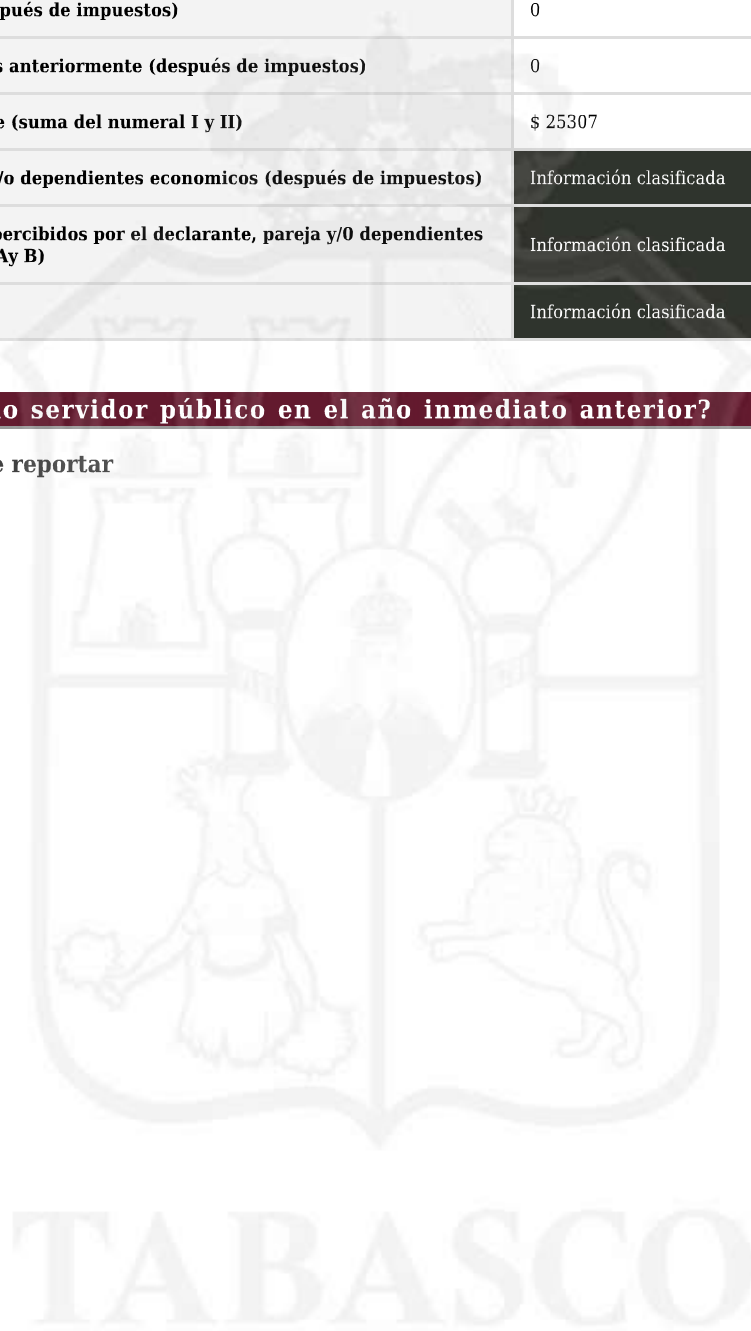 pués de impuestos) 0
s anteriormente (después de impuestos) 0
e (suma del numeral I y II) $ 25307
/o dependientes economicos (después de impuestos) Información clasificada
percibidos por el declarante, pareja y/0 dependientes Información clasificada
Ay B)
Información clasificada
o servidor público en el año inmediato anterior?
e reportar
TABASCO